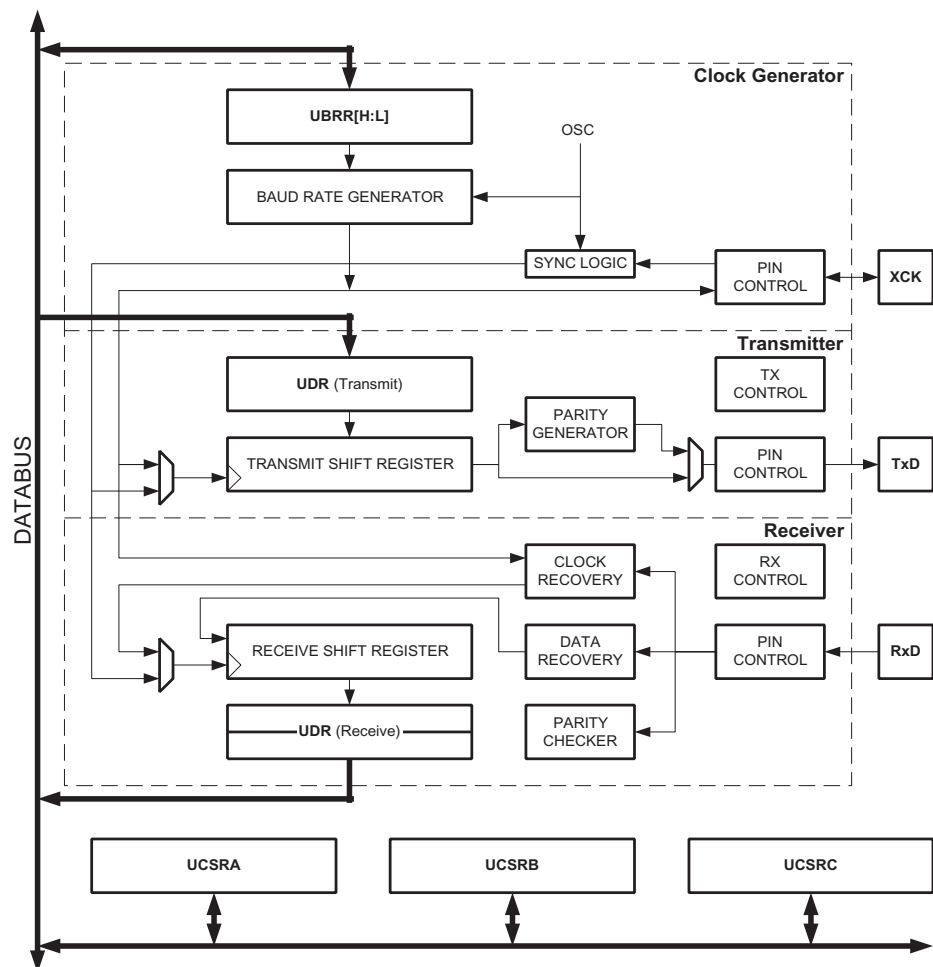 Clock Generator
UBRR[H:L]
OSC
BAUD RATE GENERATOR
SYNC LOGIC
PIN
CONTROL
XCK
Transmitter
UDR (Transmit)
TX
CONTROL
PARITY
GENERATOR
TRANSMIT SHIFT REGISTER
PIN
CONTROL
TxD
DATABUS
Receiver
CLOCK
RECOVERY
RX
CONTROL
RECEIVE SHIFT REGISTER
DATA
RECOVERY
PIN
CONTROL
RxD
UDR (Receive)
PARITY
CHECKER
UCSRA
UCSRB
UCSRC